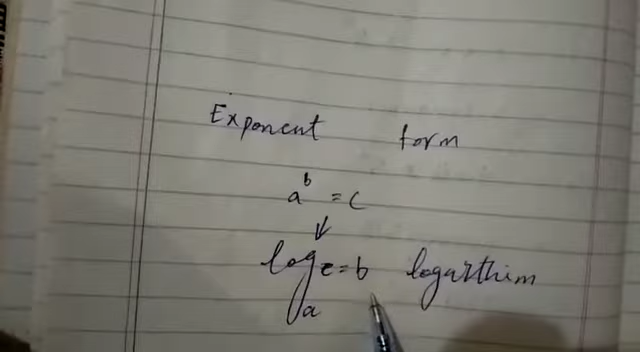 Exponent form
a^b = c
↓
log_a c = b logarthim